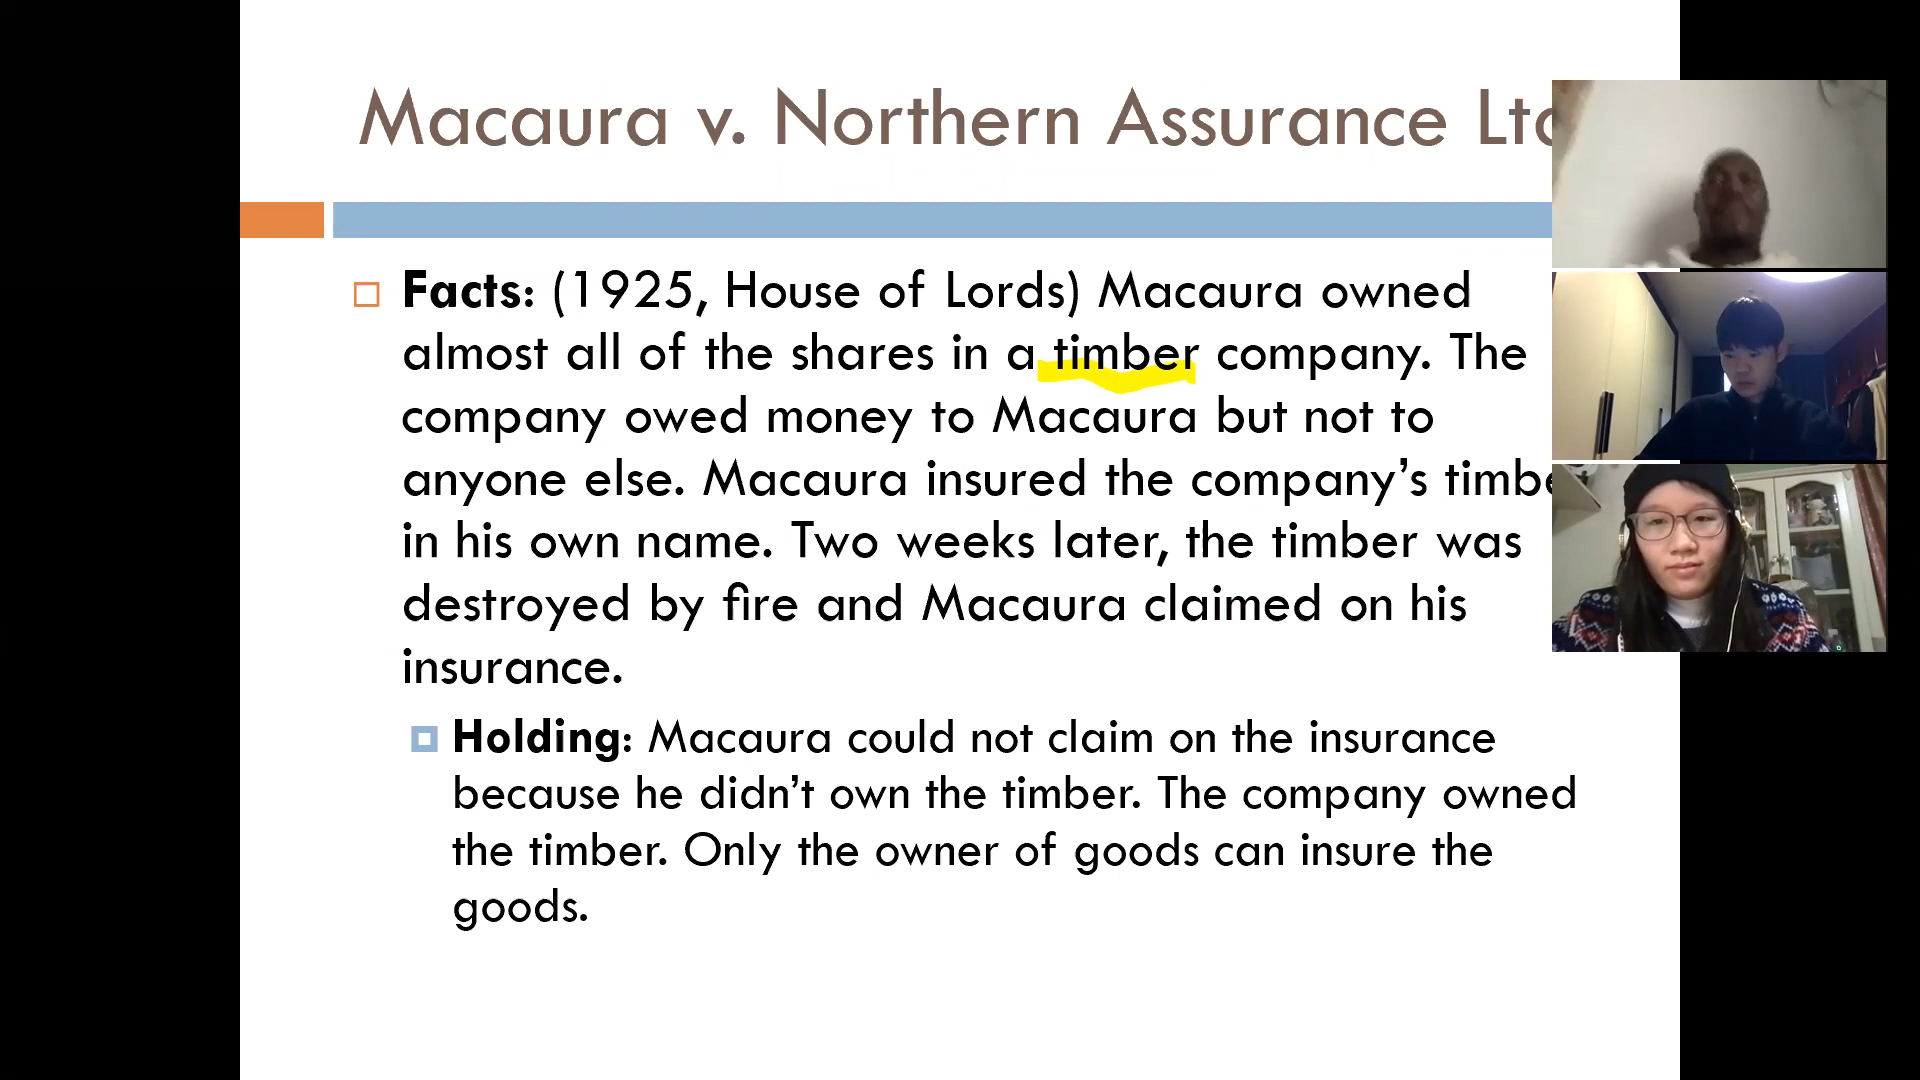 Macaura v. Northern Assurance Ltd
Facts: (1925, House of Lords) Macaura owned
almost all of the shares in a timber company. The
company owed money to Macaura but not to
anyone else. Macaura insured the company’s timbe
in his own name. Two weeks later, the timber was
destroyed by fire and Macaura claimed on his
insurance.
Holding: Macaura could not claim on the insurance
because he didn’t own the timber. The company owned
the timber. Only the owner of goods can insure the
goods.